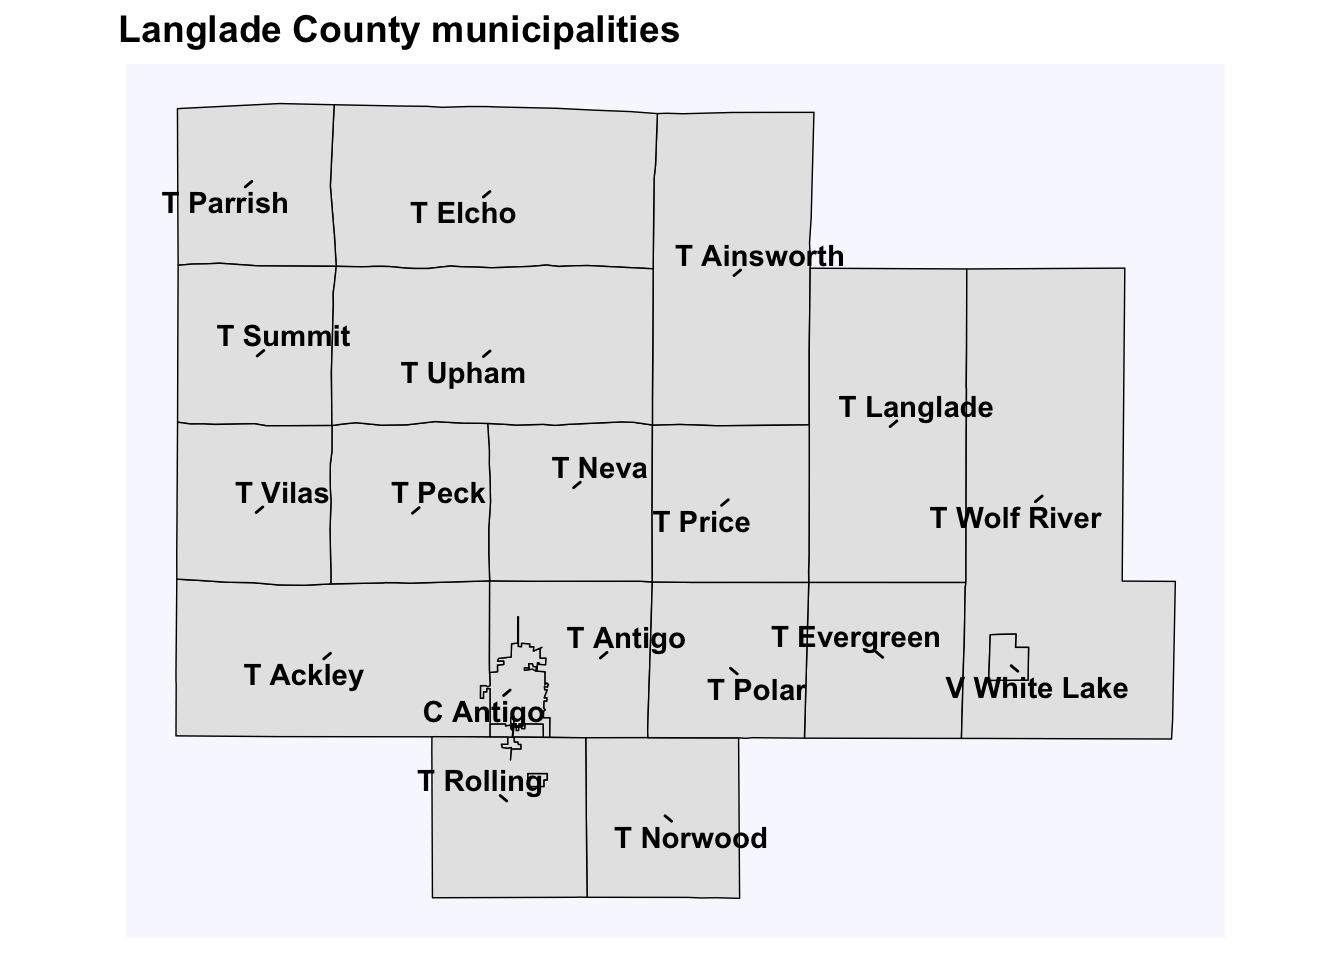 Langlade County municipalities
T Parrish
T Elcho
T Ainsworth
T Summit
T Upham
T Langlade
T Neva
T Vilas
T Peck
T Price
T Wolf River
T Antigo
T Evergreen
T Ackley
T Polar
V White Lake
C Antigo
T Rolling
T Norwood